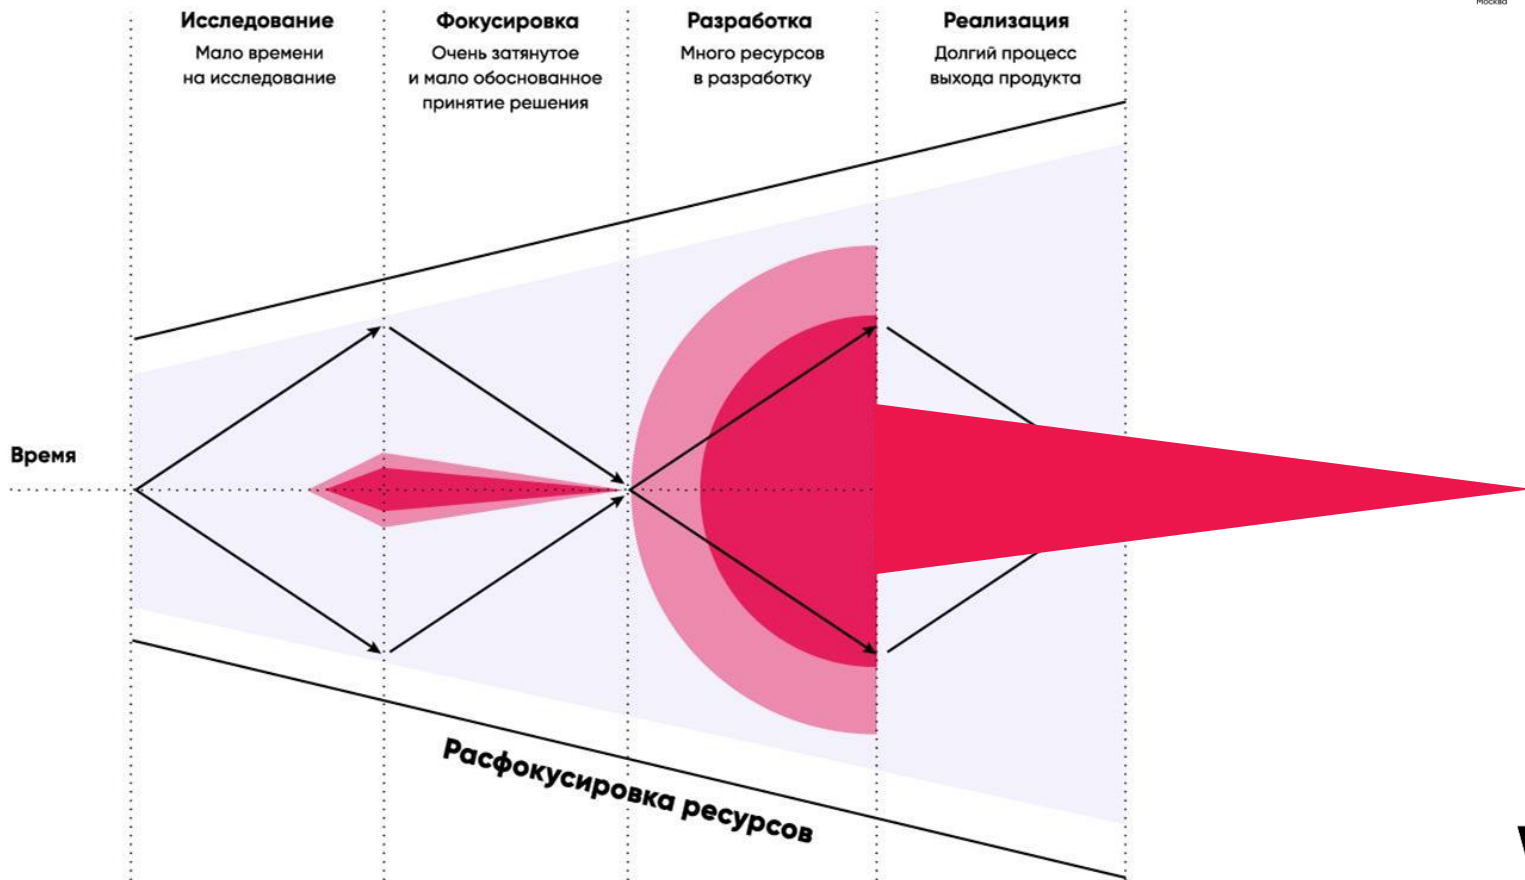 Москва
Исследование
Мало времени
на исследование
Фокусировка
Очень затянутое
и мало обоснованное
принятие решения
Разработка
Много ресурсов
в разработку
Реализация
Долгий процесс
выхода продукта
Время
Расфокусировка ресурсов